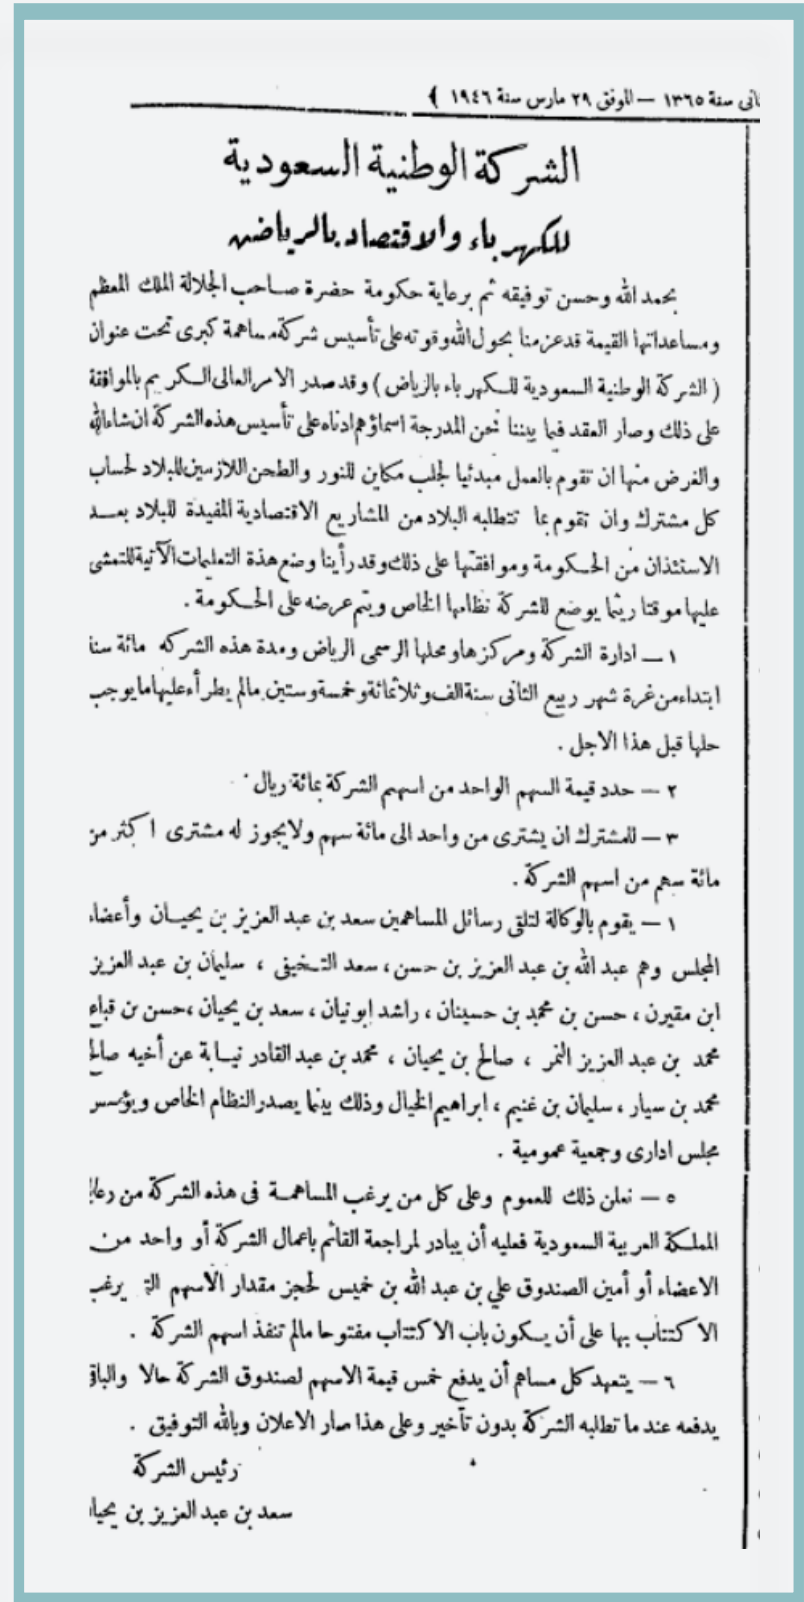 سنة ١٣٦٥ — الموفق ٢٩ مارس سنة ١٩٤٦ ﴾
الشركة الوطنية السعودية
للكهرباء والاقتصاد بالرياض
بحمد الله وحسن توفيقه ثم برعاية حكومة حضرة صاحب الجلالة الملك المعظم
ومساعداتها القيمة قد عزمنا بحول الله وقوته على تأسيس شركة مساهمة كبرى تحت عنوان
( الشركة الوطنية السعودية للكهرباء بالرياض ) وقد صدر الامر العالى الكريم بالموافقة
على ذلك وصار العقد فيما بيننا نحن المدرجة اسماؤهم ادناه على تأسيس هذه الشركة ان شاء الله
والغرض منها ان تقوم بالعمل مبدئيا لجلب مكاين للنور والطحن اللازمين للبلاد لحساب
كل مشترك وان تقوم بما تتطلبه البلاد من المشاريع الاقتصادية المفيدة للبلاد بعد
الاستئذان من الحكومة وموافقتها على ذلك وقد رأينا وضع هذة التعليمات الآتية للتمشى
عليها موقتا ريثما يوضع للشركة نظامها الخاص ويتم عرضه على الحكومة .
١ — ادارة الشركة ومركزها ومحلها الرسمى الرياض ومدة هذه الشركه مائة سنة
ابتداء من غرة شهر ربيع الثانى سنة الف وثلاثمائة وخمسة وستين مالم يطرأ عليها ما يوجب
حلها قبل هذا الاجل .
٢ — حدد قيمة السهم الواحد من اسهم الشركة بمائة ريال .
٣ — للمشترك ان يشترى من واحد الى مائة سهم ولا يجوز له مشترى اكثر من
مائة سهم من اسهم الشركة .
١ — يقوم بالوكالة لتلقى رسائل المساهمين سعد بن عبد العزيز بن يحيان وأعضاء
المجلس وهم عبد الله بن عبد العزيز بن حسن ، سعد التخيفى ، سليمان بن عبد العزيز
ابن مقيرن ، حسن بن محمد بن حسينان ، راشد ابو نيان ، سعد بن يحيان ، حسن بن قباع
محمد بن عبد العزيز النمر ، صالح بن يحيان ، محمد بن عبد القادر نيابة عن أخيه صالح
محمد بن سيار ، سليمان بن غنيم ، ابراهيم الخيال وذلك بينما يصدر النظام الخاص ويؤسس
مجلس ادارى وجمعية عمومية .
٥ — نعلن ذلك للعموم وعلى كل من يرغب المساهمة فى هذه الشركة من رعايا
المملكة العربية السعودية فعليه أن يبادر لمراجعة القائم باعمال الشركة أو واحد من
الاعضاء أو أمين الصندوق علي بن عبد الله بن خميس لحجز مقدار الاسهم التى يرغب
الاكتتاب بها على أن يكون باب الاكتتاب مفتوحا مالم تنفذ اسهم الشركة .
٦ — يتعهد كل مساهم أن يدفع خمس قيمة الاسهم لصندوق الشركة حالا والباقى
يدفعه عند ما تطلبه الشركة بدون تأخير وعلى هذا صار الاعلان وبالله التوفيق .
رئيس الشركة
سعد بن عبد العزيز بن يحيان